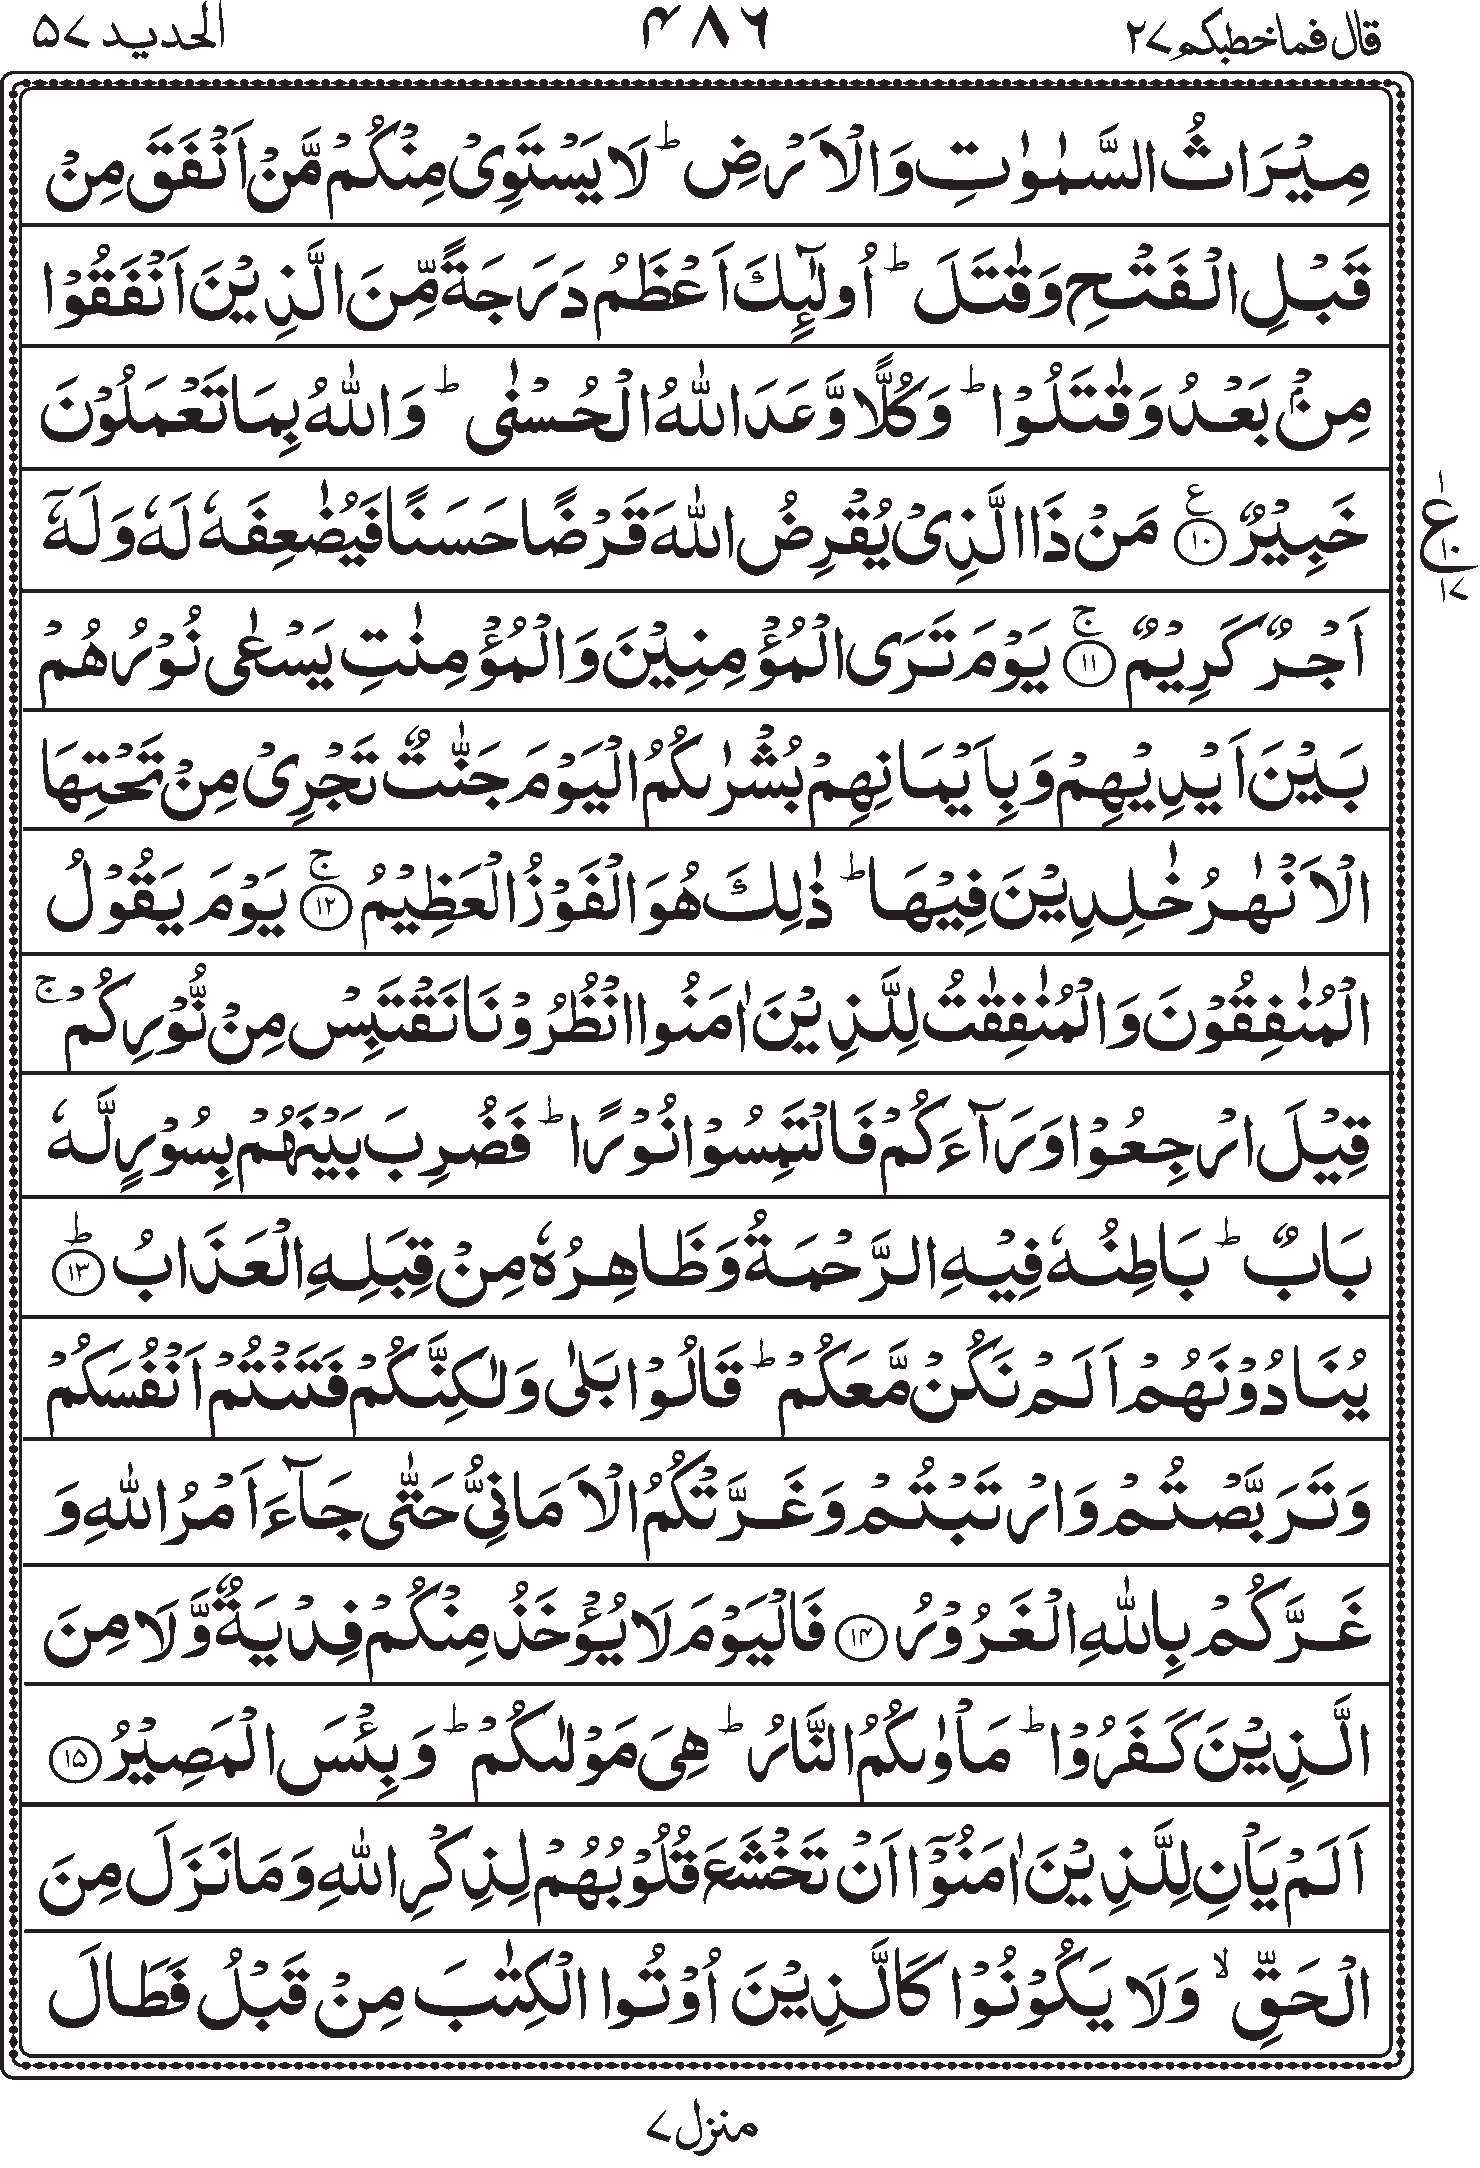 قال فما خطبكم ٢٧
٤٨٦
الحديد ٥٧
مِيْرَاثُ السَّمٰوٰتِ وَالْاَرْضِ ؕ لَا يَسْتَوِىْ مِنْكُمْ مَّنْ اَنْفَقَ مِنْ
قَبْلِ الْفَتْحِ وَقٰتَلَ ؕ اُولٰٓئِكَ اَعْظَمُ دَرَجَةً مِّنَ الَّذِيْنَ اَنْفَقُوْا
مِنْۢ بَعْدُ وَقٰتَلُوْا ؕ وَكُلًّا وَّعَدَ اللّٰهُ الْحُسْنٰى ؕ وَاللّٰهُ بِمَا تَعْمَلُوْنَ
خَبِيْرٌ ﴿١٠﴾ ع مَنْ ذَا الَّذِىْ يُقْرِضُ اللّٰهَ قَرْضًا حَسَنًا فَيُضٰعِفَهٗ لَهٗ وَلَهٗۤ
١ ع ١٠ ١٧
اَجْرٌ كَرِيْمٌ ﴿١١﴾ ۚ يَوْمَ تَرَى الْمُؤْمِنِيْنَ وَالْمُؤْمِنٰتِ يَسْعٰى نُوْرُهُمْ
بَيْنَ اَيْدِيْهِمْ وَبِاَيْمَانِهِمْ بُشْرٰىكُمُ الْيَوْمَ جَنّٰتٌ تَجْرِىْ مِنْ تَحْتِهَا
الْاَنْهٰرُ خٰلِدِيْنَ فِيْهَا ؕ ذٰلِكَ هُوَ الْفَوْزُ الْعَظِيْمُ ﴿١٢﴾ ۚ يَوْمَ يَقُوْلُ
الْمُنٰفِقُوْنَ وَالْمُنٰفِقٰتُ لِلَّذِيْنَ اٰمَنُوا انْظُرُوْنَا نَقْتَبِسْ مِنْ نُّوْرِكُمْ ۚ
قِيْلَ ارْجِعُوْا وَرَآءَكُمْ فَالْتَمِسُوْا نُوْرًا ؕ فَضُرِبَ بَيْنَهُمْ بِسُوْرٍ لَّهٗ
بَابٌ ؕ بَاطِنُهٗ فِيْهِ الرَّحْمَةُ وَظَاهِرُهٗ مِنْ قِبَلِهِ الْعَذَابُ ﴿١٣﴾ ؕ
يُنَادُوْنَهُمْ اَلَمْ نَكُنْ مَّعَكُمْ ؕ قَالُوْا بَلٰى وَلٰكِنَّكُمْ فَتَنْتُمْ اَنْفُسَكُمْ
وَتَرَبَّصْتُمْ وَارْتَبْتُمْ وَغَرَّتْكُمُ الْاَمَانِىُّ حَتّٰى جَآءَ اَمْرُ اللّٰهِ وَ
غَرَّكُمْ بِاللّٰهِ الْغَرُوْرُ ﴿١٤﴾ فَالْيَوْمَ لَا يُؤْخَذُ مِنْكُمْ فِدْيَةٌ وَّلَا مِنَ
الَّذِيْنَ كَفَرُوْا ؕ مَاْوٰىكُمُ النَّارُ ؕ هِىَ مَوْلٰىكُمْ ؕ وَبِئْسَ الْمَصِيْرُ ﴿١٥﴾
اَلَمْ يَاْنِ لِلَّذِيْنَ اٰمَنُوْۤا اَنْ تَخْشَعَ قُلُوْبُهُمْ لِذِكْرِ اللّٰهِ وَمَا نَزَلَ مِنَ
الْحَقِّ ۙ وَلَا يَكُوْنُوْا كَالَّذِيْنَ اُوْتُوا الْكِتٰبَ مِنْ قَبْلُ فَطَالَ
منزل ٧